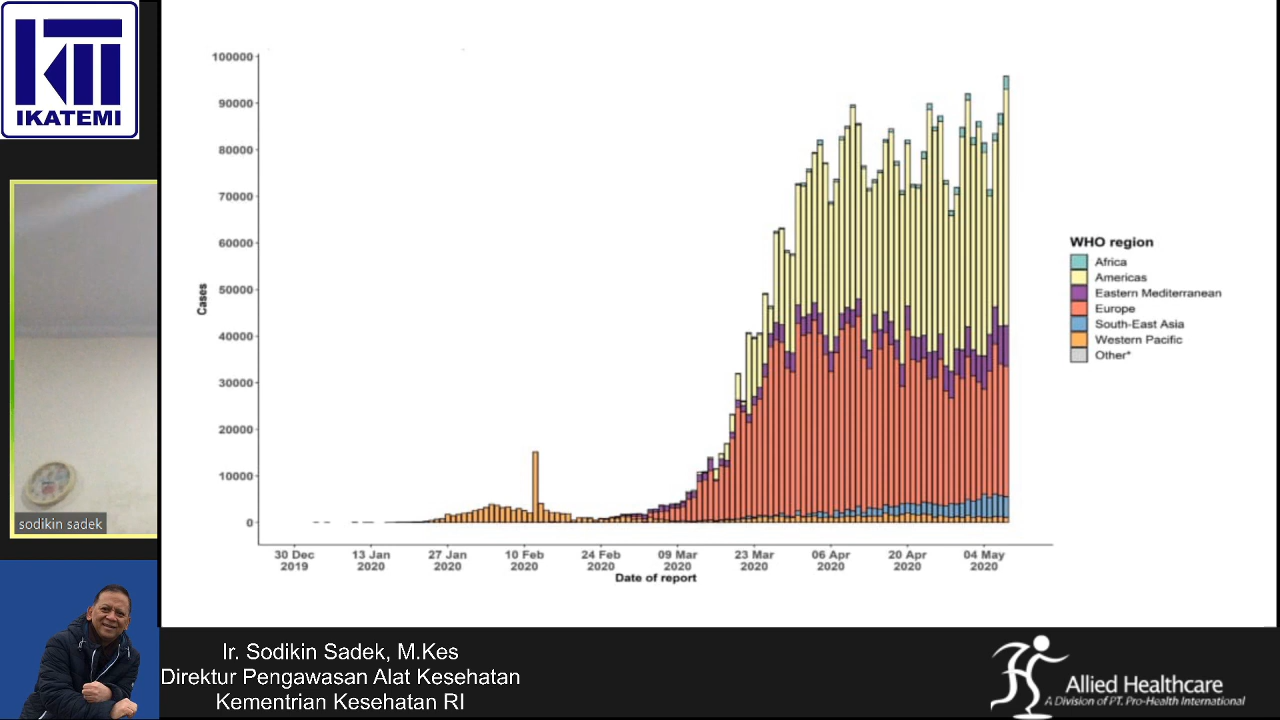 IKATEMI
sodikin sadek
100000
90000
80000
70000
60000
50000
40000
30000
20000
10000
0
Cases
30 Dec 2019
13 Jan 2020
27 Jan 2020
10 Feb 2020
24 Feb 2020
09 Mar 2020
23 Mar 2020
06 Apr 2020
20 Apr 2020
04 May 2020
Date of report
WHO region
Africa
Americas
Eastern Mediterranean
Europe
South-East Asia
Western Pacific
Other*
Ir. Sodikin Sadek, M.Kes
Direktur Pengawasan Alat Kesehatan
Kementrian Kesehatan RI
Allied Healthcare
A Division of PT. Pro-Health International